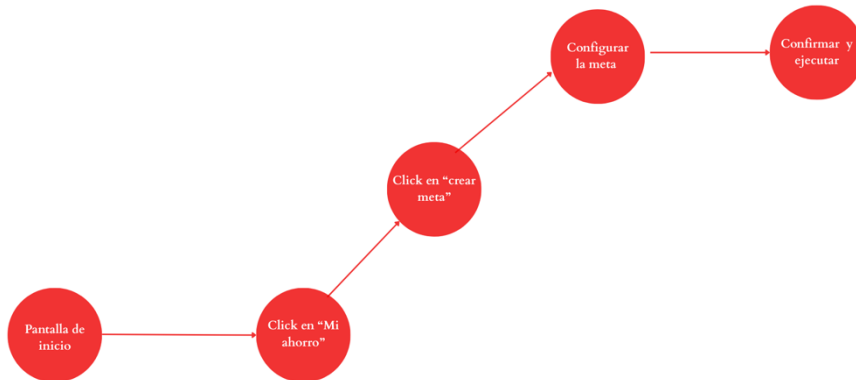 Pantalla de
inicio
Click en “Mi
ahorro”
Click en “crear
meta”
Configurar
la meta
Confirmar y
ejecutar